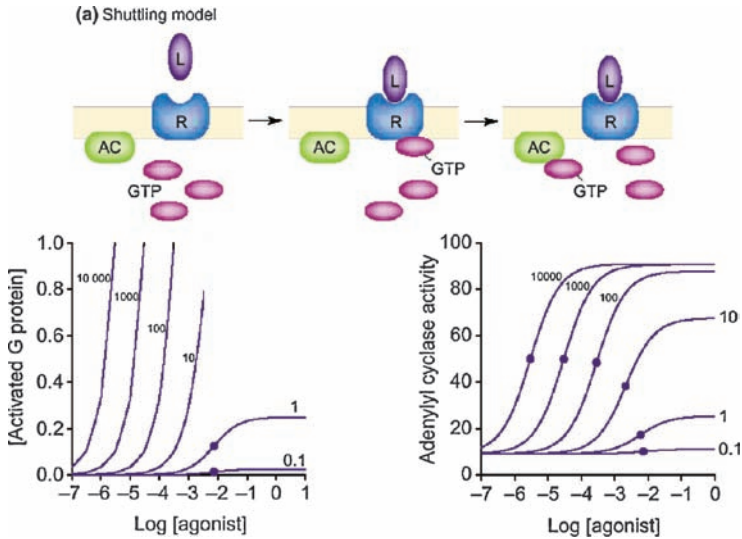 (a) Shuttling model
L
R
AC
GTP
L
R
AC
GTP
L
R
AC
GTP
[Activated G protein]
1.0
0.8
0.6
0.4
0.2
0.0
10 000
1000
100
10
1
0.1
–7 –6 –5 –4 –3 –2 –1 0 1
Log [agonist]
Adenylyl cyclase activity
100
80
60
40
20
0
10000
1000
100
10
1
0.1
–7 –6 –5 –4 –3 –2 –1 0
Log [agonist]